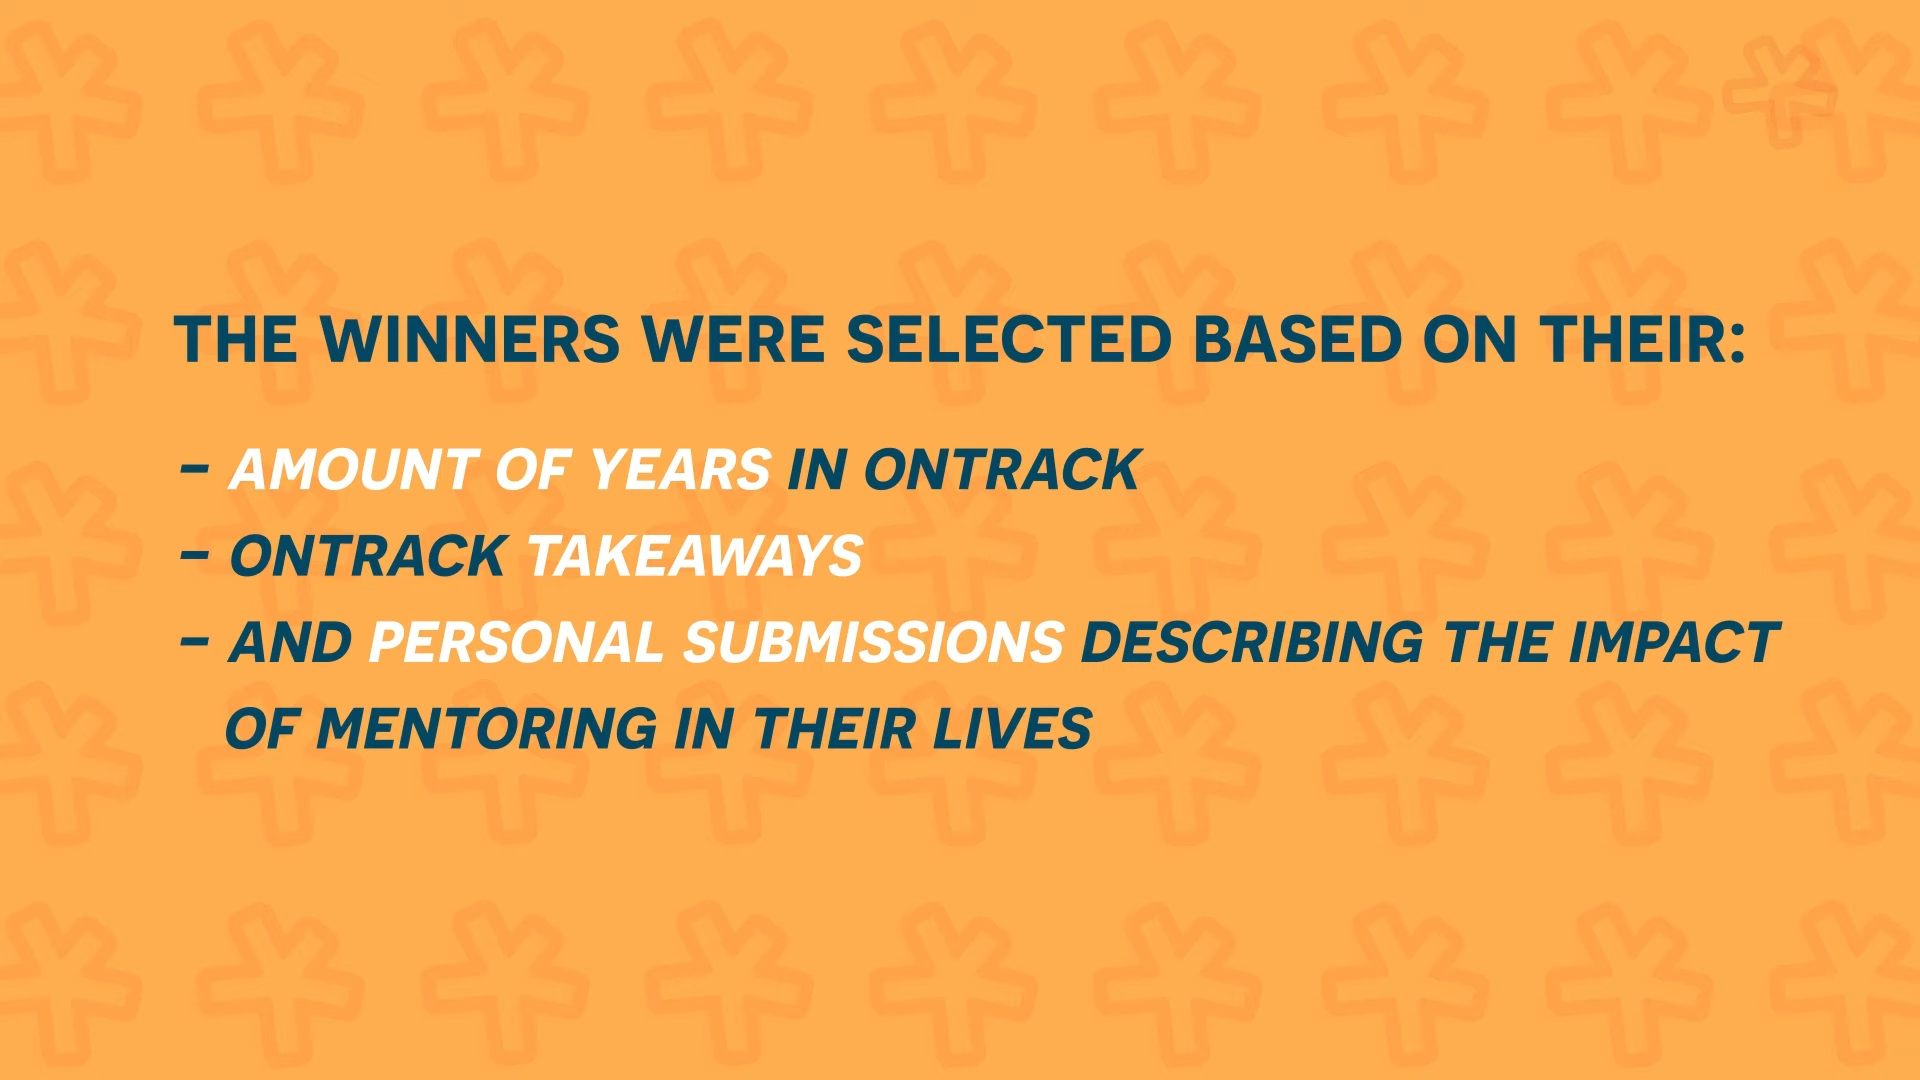 THE WINNERS WERE SELECTED BASED ON THEIR:
– AMOUNT OF YEARS IN ONTRACK
– ONTRACK TAKEAWAYS
– AND PERSONAL SUBMISSIONS DESCRIBING THE IMPACT
OF MENTORING IN THEIR LIVES